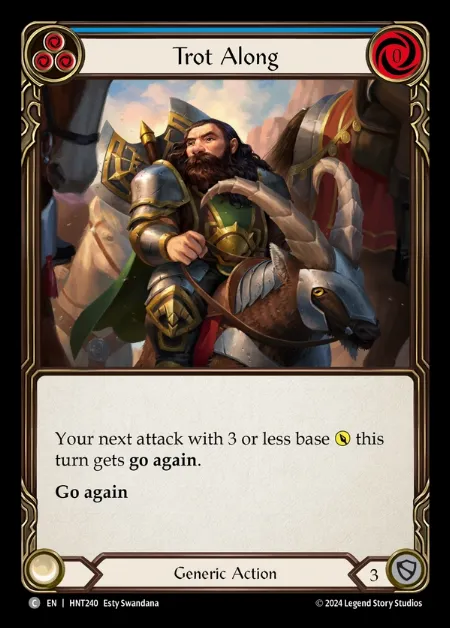 Trot Along
0
Your next attack with 3 or less base this
turn gets go again.
Go again
Generic Action
3
C EN | HNT240 Esty Swandana
© 2024 Legend Story Studios